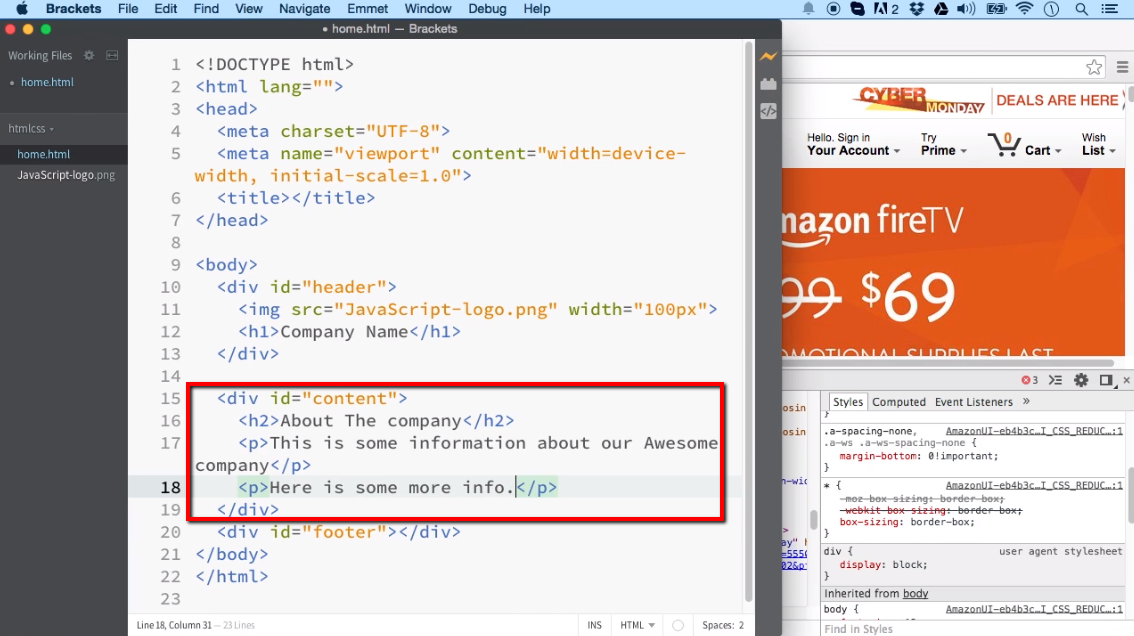 Brackets File Edit Find View Navigate Emmet Window Debug Help
2
• home.html — Brackets
Working Files
• home.html
htmlcss
home.html
JavaScript-logo.png
1 <!DOCTYPE html>
2 <html lang="">
3 <head>
4 <meta charset="UTF-8">
5 <meta name="viewport" content="width=device-
width, initial-scale=1.0">
6 <title></title>
7 </head>
8
9 <body>
10 <div id="header">
11 <img src="JavaScript-logo.png" width="100px">
12 <h1>Company Name</h1>
13 </div>
14
15 <div id="content">
16 <h2>About The company</h2>
17 <p>This is some information about our Awesome
company</p>
18 <p>Here is some more info.</p>
19 </div>
20 <div id="footer"></div>
21 </body>
22 </html>
23
Line 18, Column 31 — 23 Lines
INS HTML Spaces: 2
CYBER
MONDAY
DEALS ARE HERE
Hello. Sign in
Your Account
Try
Prime
0
Cart
Wish
List
mazon fireTV
99 $69
OMOTIONAL SUPPLIES LAST
3
Styles Computed Event Listeners »
}
.a-spacing-none, AmazonUI-eb4b3c…I_CSS_REDUC…:1
.a-ws .a-ws-spacing-none {
margin-bottom: 0!important;
}
* { AmazonUI-eb4b3c…I_CSS_REDUC…:1
-moz-box-sizing: border-box;
-webkit-box-sizing: border-box;
box-sizing: border-box;
}
div { user agent stylesheet
display: block;
}
Inherited from body
body { AmazonUI-eb4b3c…I_CSS_REDUC…:1
Find in Styles